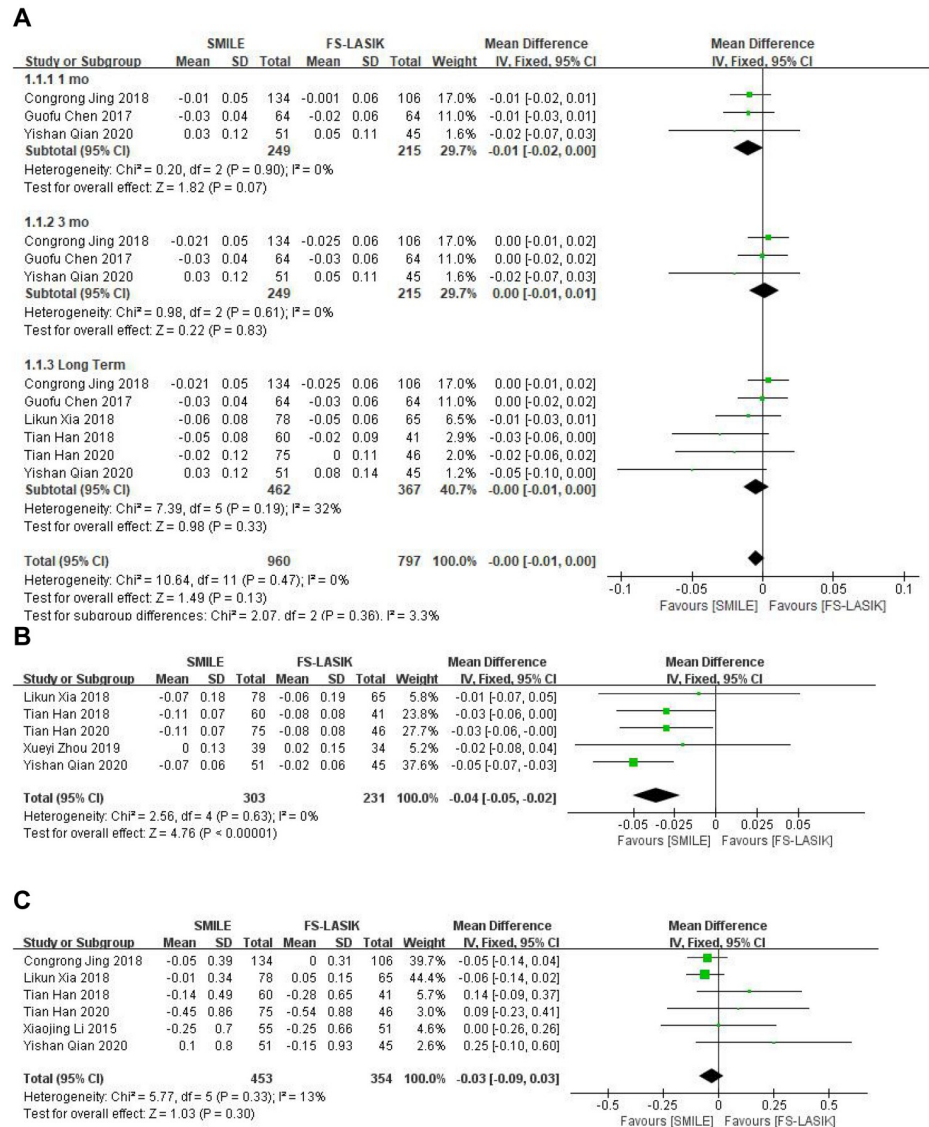 A
SMILE FS-LASIK Mean Difference Mean Difference
Study or Subgroup Mean SD Total Mean SD Total Weight IV, Fixed, 95% CI IV, Fixed, 95% CI
1.1.1 1 mo
Congrong Jing 2018 -0.01 0.05 134 -0.001 0.06 106 17.0% -0.01 [-0.02, 0.01]
Guofu Chen 2017 -0.03 0.04 64 -0.02 0.06 64 11.0% -0.01 [-0.03, 0.01]
Yishan Qian 2020 0.03 0.12 51 0.05 0.11 45 1.6% -0.02 [-0.07, 0.03]
Subtotal (95% CI) 249 215 29.7% -0.01 [-0.02, 0.00]
Heterogeneity: Chi² = 0.20, df = 2 (P = 0.90); I² = 0%
Test for overall effect: Z = 1.82 (P = 0.07)
1.1.2 3 mo
Congrong Jing 2018 -0.021 0.05 134 -0.025 0.06 106 17.0% 0.00 [-0.01, 0.02]
Guofu Chen 2017 -0.03 0.04 64 -0.03 0.06 64 11.0% 0.00 [-0.02, 0.02]
Yishan Qian 2020 0.03 0.12 51 0.05 0.11 45 1.6% -0.02 [-0.07, 0.03]
Subtotal (95% CI) 249 215 29.7% 0.00 [-0.01, 0.01]
Heterogeneity: Chi² = 0.98, df = 2 (P = 0.61); I² = 0%
Test for overall effect: Z = 0.22 (P = 0.83)
1.1.3 Long Term
Congrong Jing 2018 -0.021 0.05 134 -0.025 0.06 106 17.0% 0.00 [-0.01, 0.02]
Guofu Chen 2017 -0.03 0.04 64 -0.03 0.06 64 11.0% 0.00 [-0.02, 0.02]
Likun Xia 2018 -0.06 0.08 78 -0.05 0.06 65 6.5% -0.01 [-0.03, 0.01]
Tian Han 2018 -0.05 0.08 60 -0.02 0.09 41 2.9% -0.03 [-0.06, 0.00]
Tian Han 2020 -0.02 0.12 75 0 0.11 46 2.0% -0.02 [-0.06, 0.02]
Yishan Qian 2020 0.03 0.12 51 0.08 0.14 45 1.2% -0.05 [-0.10, 0.00]
Subtotal (95% CI) 462 367 40.7% -0.00 [-0.01, 0.00]
Heterogeneity: Chi² = 7.39, df = 5 (P = 0.19); I² = 32%
Test for overall effect: Z = 0.98 (P = 0.33)
Total (95% CI) 960 797 100.0% -0.00 [-0.01, 0.00]
Heterogeneity: Chi² = 10.64, df = 11 (P = 0.47); I² = 0%
Test for overall effect: Z = 1.49 (P = 0.13)
Test for subgroup differences: Chi² = 2.07, df = 2 (P = 0.36), I² = 3.3%
-0.1 -0.05 0 0.05 0.1
Favours [SMILE] Favours [FS-LASIK]
B
SMILE FS-LASIK Mean Difference Mean Difference
Study or Subgroup Mean SD Total Mean SD Total Weight IV, Fixed, 95% CI IV, Fixed, 95% CI
Likun Xia 2018 -0.07 0.18 78 -0.06 0.19 65 5.8% -0.01 [-0.07, 0.05]
Tian Han 2018 -0.11 0.07 60 -0.08 0.08 41 23.8% -0.03 [-0.06, 0.00]
Tian Han 2020 -0.11 0.07 75 -0.08 0.08 46 27.7% -0.03 [-0.06, -0.00]
Xueyi Zhou 2019 0 0.13 39 0.02 0.15 34 5.2% -0.02 [-0.08, 0.04]
Yishan Qian 2020 -0.07 0.06 51 -0.02 0.06 45 37.6% -0.05 [-0.07, -0.03]
Total (95% CI) 303 231 100.0% -0.04 [-0.05, -0.02]
Heterogeneity: Chi² = 2.56, df = 4 (P = 0.63); I² = 0%
Test for overall effect: Z = 4.76 (P < 0.00001)
-0.05 -0.025 0 0.025 0.05
Favours [SMILE] Favours [FS-LASIK]
C
SMILE FS-LASIK Mean Difference Mean Difference
Study or Subgroup Mean SD Total Mean SD Total Weight IV, Fixed, 95% CI IV, Fixed, 95% CI
Congrong Jing 2018 -0.05 0.39 134 0 0.31 106 39.7% -0.05 [-0.14, 0.04]
Likun Xia 2018 -0.01 0.34 78 0.05 0.15 65 44.4% -0.06 [-0.14, 0.02]
Tian Han 2018 -0.14 0.49 60 -0.28 0.65 41 5.7% 0.14 [-0.09, 0.37]
Tian Han 2020 -0.45 0.86 75 -0.54 0.88 46 3.0% 0.09 [-0.23, 0.41]
Xiaojing Li 2015 -0.25 0.7 55 -0.25 0.66 51 4.6% 0.00 [-0.26, 0.26]
Yishan Qian 2020 0.1 0.8 51 -0.15 0.93 45 2.6% 0.25 [-0.10, 0.60]
Total (95% CI) 453 354 100.0% -0.03 [-0.09, 0.03]
Heterogeneity: Chi² = 5.77, df = 5 (P = 0.33); I² = 13%
Test for overall effect: Z = 1.03 (P = 0.30)
-0.5 -0.25 0 0.25 0.5
Favours [SMILE] Favours [FS-LASIK]